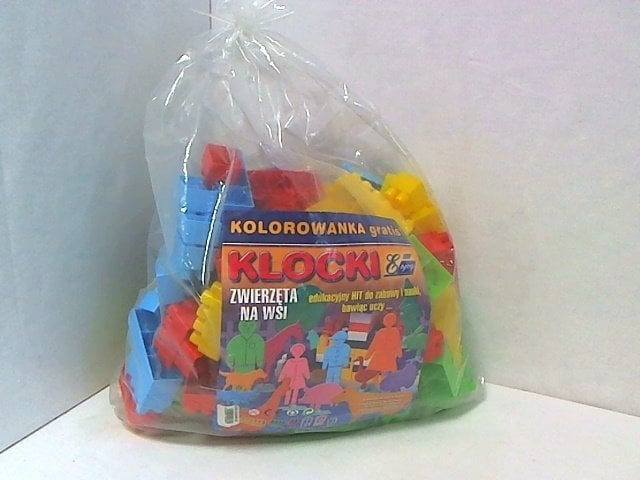 KOLOROWANKA gratis
KLOCKI
ZWIERZĘTA
NA WSI
edukacyjny HIT do zabawy i nauki,
bawiąc uczy ...